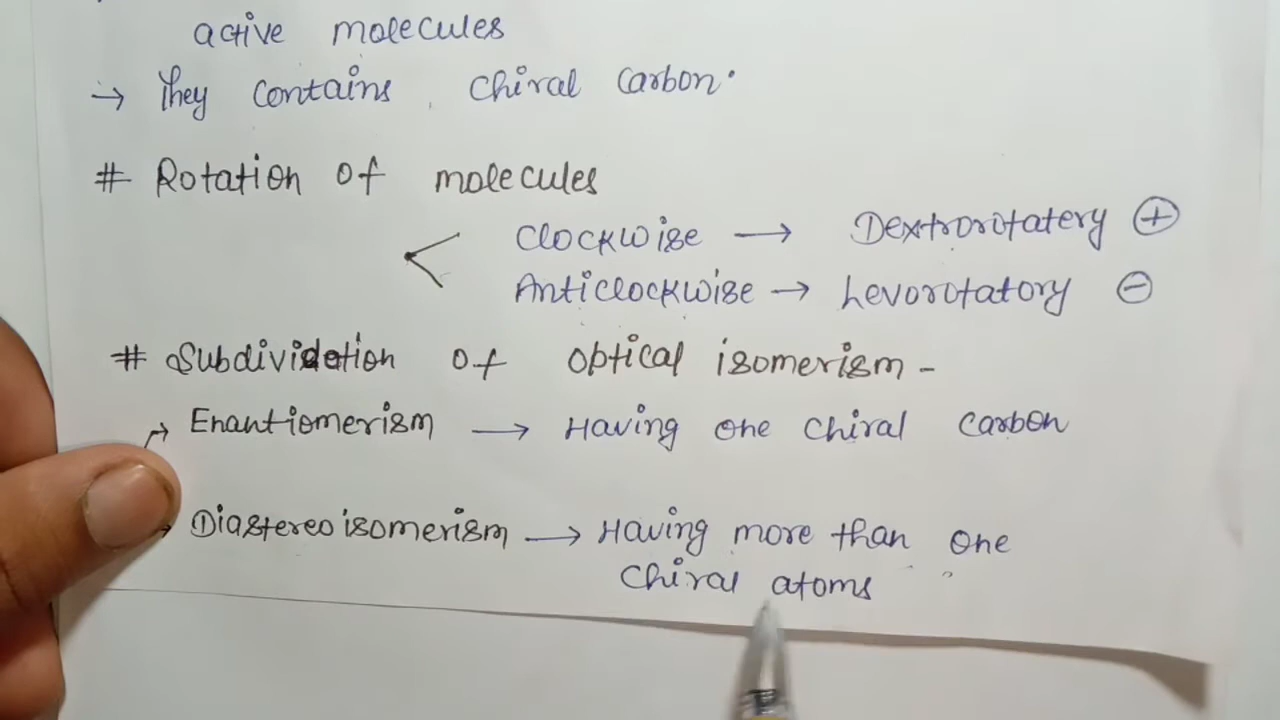 active molecules
→ They contains chiral carbon.
# Rotation of molecules
Clockwise → Dextrorotatery +
Anticlockwise → Levorotatory -
# Subdividation of optical isomerism -
Enantiomerism → Having one chiral carbon
Diastereoisomerism → Having more than one
chiral atoms